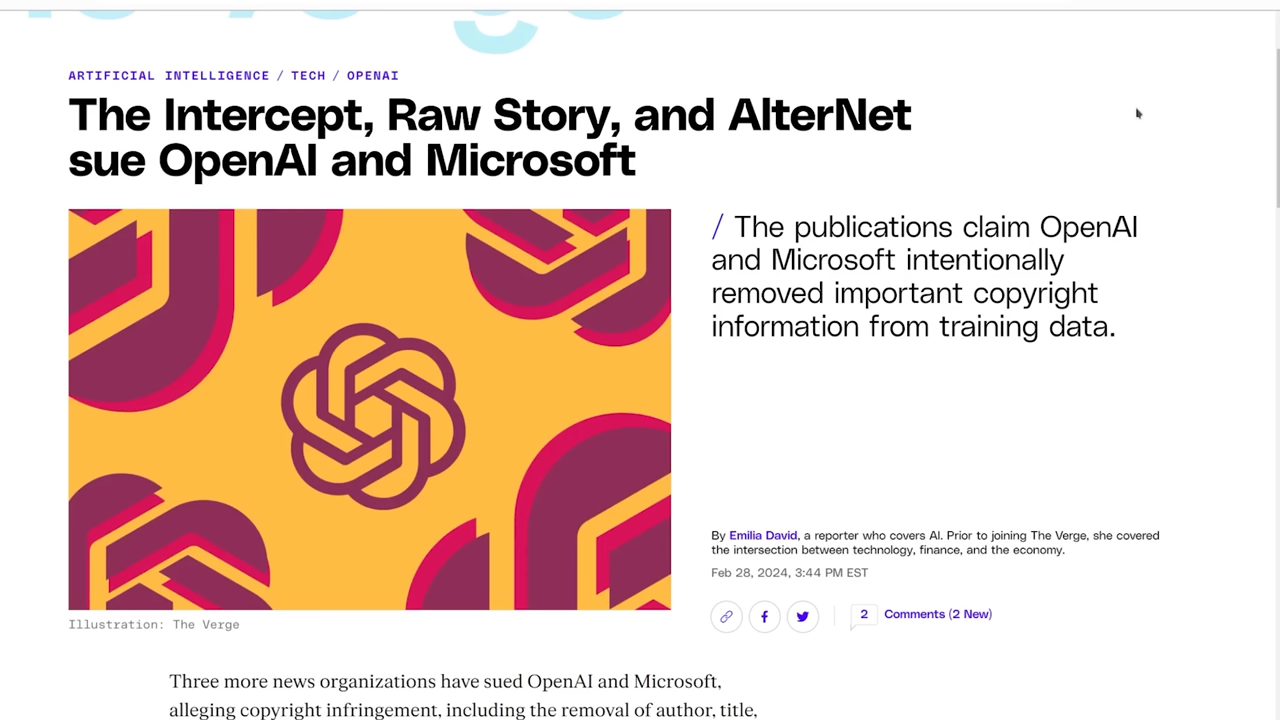 ARTIFICIAL INTELLIGENCE / TECH / OPENAI
The Intercept, Raw Story, and AlterNet
sue OpenAI and Microsoft
/ The publications claim OpenAI
and Microsoft intentionally
removed important copyright
information from training data.
By Emilia David, a reporter who covers AI. Prior to joining The Verge, she covered
the intersection between technology, finance, and the economy.
Feb 28, 2024, 3:44 PM EST
2 Comments (2 New)
Illustration: The Verge
Three more news organizations have sued OpenAI and Microsoft,
alleging copyright infringement, including the removal of author, title,